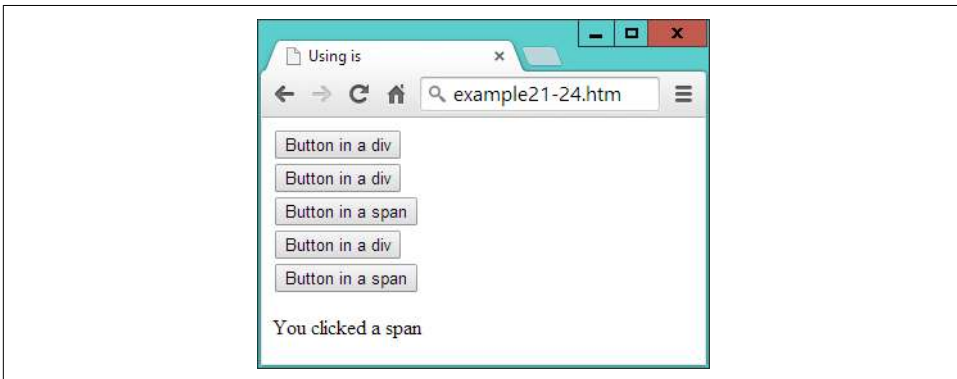 Using is
example21-24.htm
Button in a div
Button in a div
Button in a span
Button in a div
Button in a span
You clicked a span